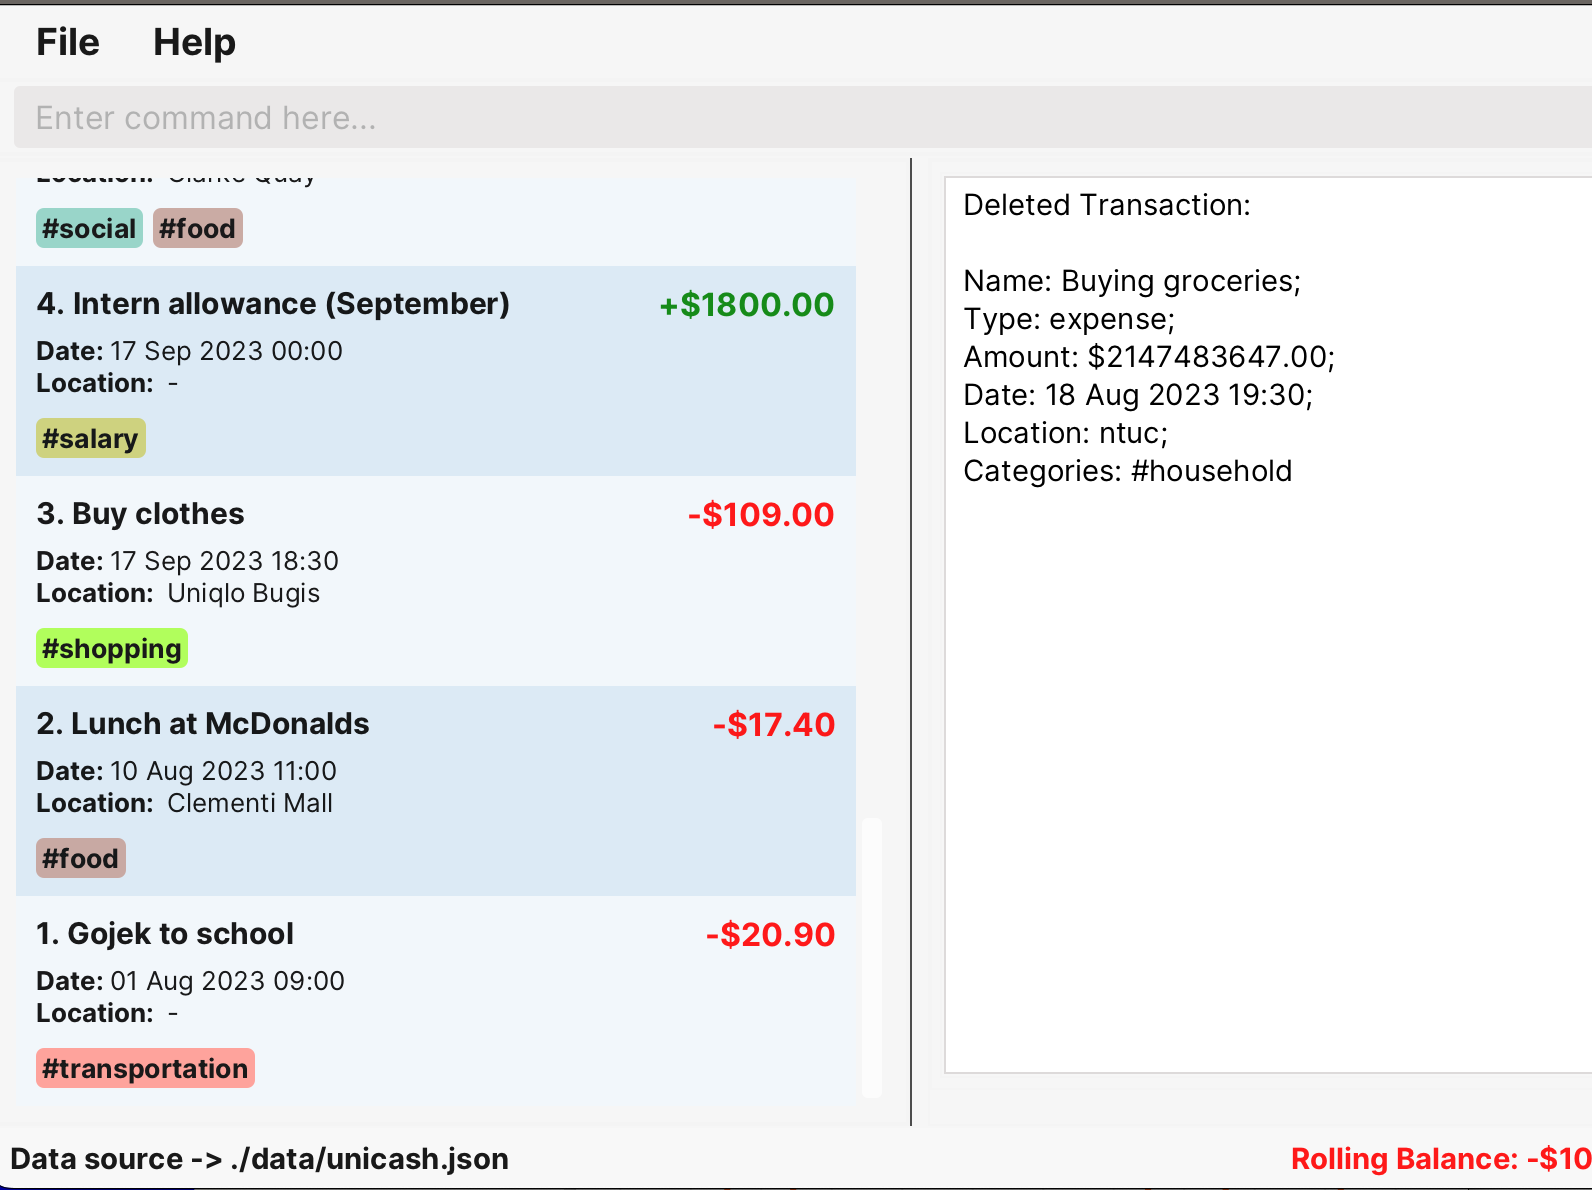 File Help
Enter command here...
Location: Clarke Quay
#social #food
4. Intern allowance (September) +$1800.00
Date: 17 Sep 2023 00:00
Location: -
#salary
3. Buy clothes -$109.00
Date: 17 Sep 2023 18:30
Location: Uniqlo Bugis
#shopping
2. Lunch at McDonalds -$17.40
Date: 10 Aug 2023 11:00
Location: Clementi Mall
#food
1. Gojek to school -$20.90
Date: 01 Aug 2023 09:00
Location: -
#transportation
Deleted Transaction:
Name: Buying groceries;
Type: expense;
Amount: $2147483647.00;
Date: 18 Aug 2023 19:30;
Location: ntuc;
Categories: #household
Data source -> ./data/unicash.json
Rolling Balance: -$10